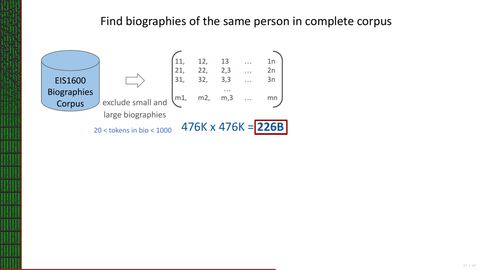 Find biographies of the same person in complete corpus
EIS1600
Biographies
Corpus
exclude small and
large biographies
20 < tokens in bio < 1000
11, 12, 13 ... 1n
21, 22, 2,3 ... 2n
31, 32, 3,3 ... 3n
...
m1, m2, m,3 ... mn
476K x 476K = 226B